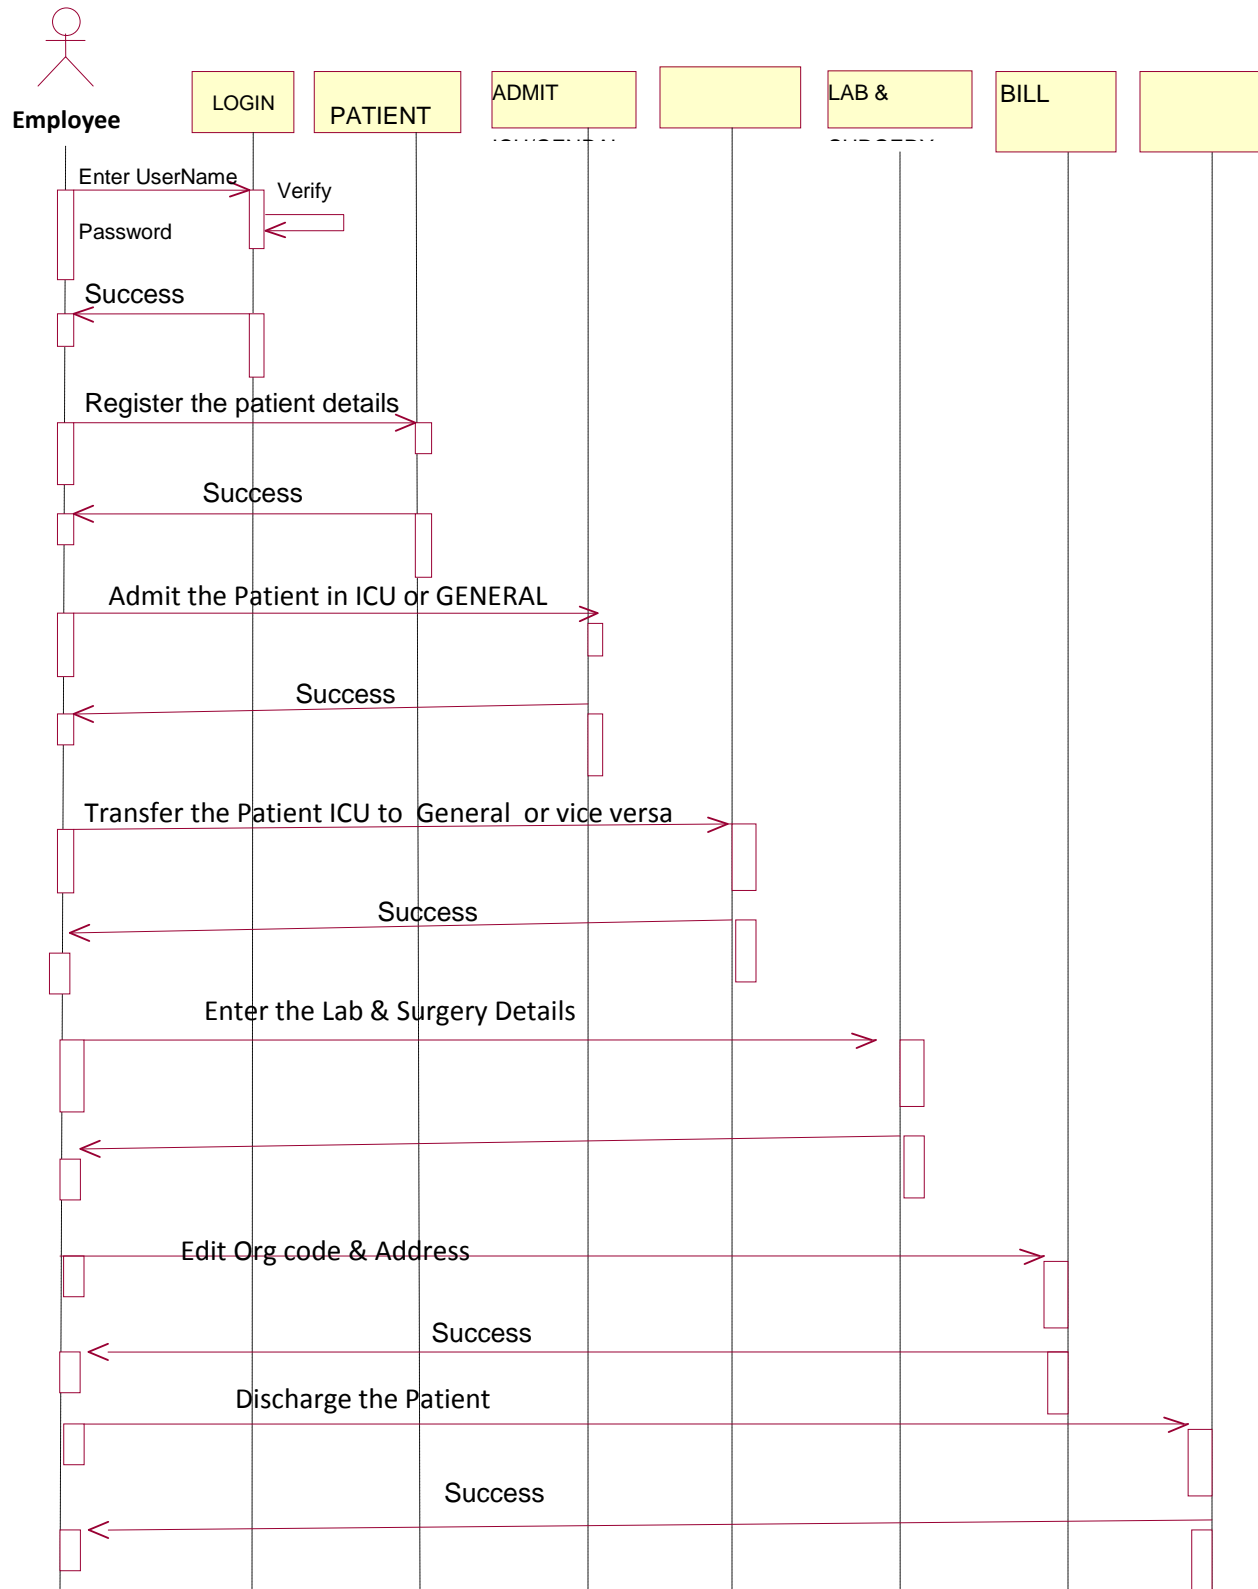 Employee
LOGIN
PATIENT
ADMIT
LAB &
BILL
Enter UserName
Verify
Password
Success
Register the patient details
Success
Admit the Patient in ICU or GENERAL
Success
Transfer the Patient ICU to General or vice versa
Success
Enter the Lab & Surgery Details
Edit Org code & Address
Success
Discharge the Patient
Success